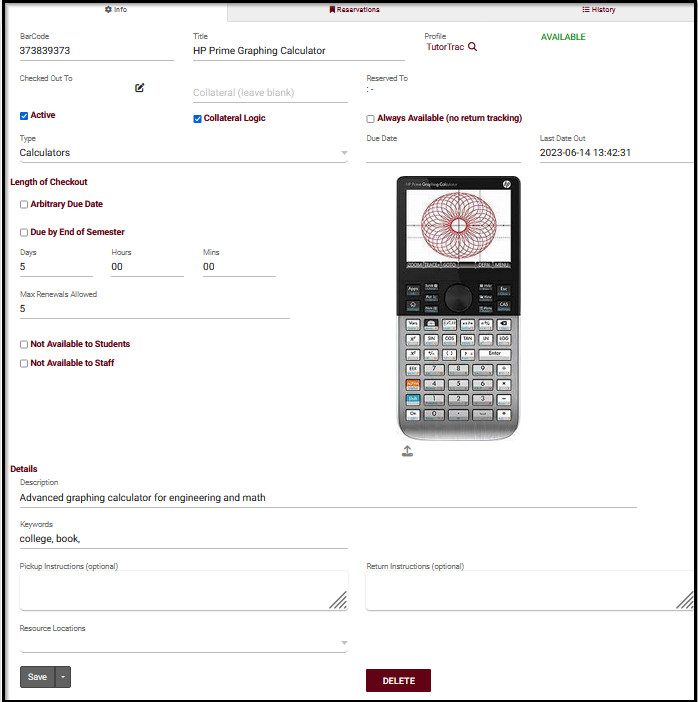 Info
Reservations
History
BarCode
373839373
Title
HP Prime Graphing Calculator
Profile
TutorTrac
AVAILABLE
Checked Out To
Collateral (leave blank)
Reserved To
: -
Active
Collateral Logic
Always Available (no return tracking)
Type
Calculators
Due Date
Last Date Out
2023-06-14 13:42:31
Length of Checkout
Arbitrary Due Date
Due by End of Semester
Days
5
Hours
00
Mins
00
Max Renewals Allowed
5
Not Available to Students
Not Available to Staff
HP Prime Graphing Calculator
hp
Apps
Esc
CAS
Vars
SIN COS TAN LN LOG
Enter
EEX 7 8 9 ÷
ALPHA 4 5 6 ×
Shift 1 2 3 −
On 0 . +
Details
Description
Advanced graphing calculator for engineering and math
Keywords
college, book,
Pickup Instructions (optional)
Return Instructions (optional)
Resource Locations
Save
DELETE